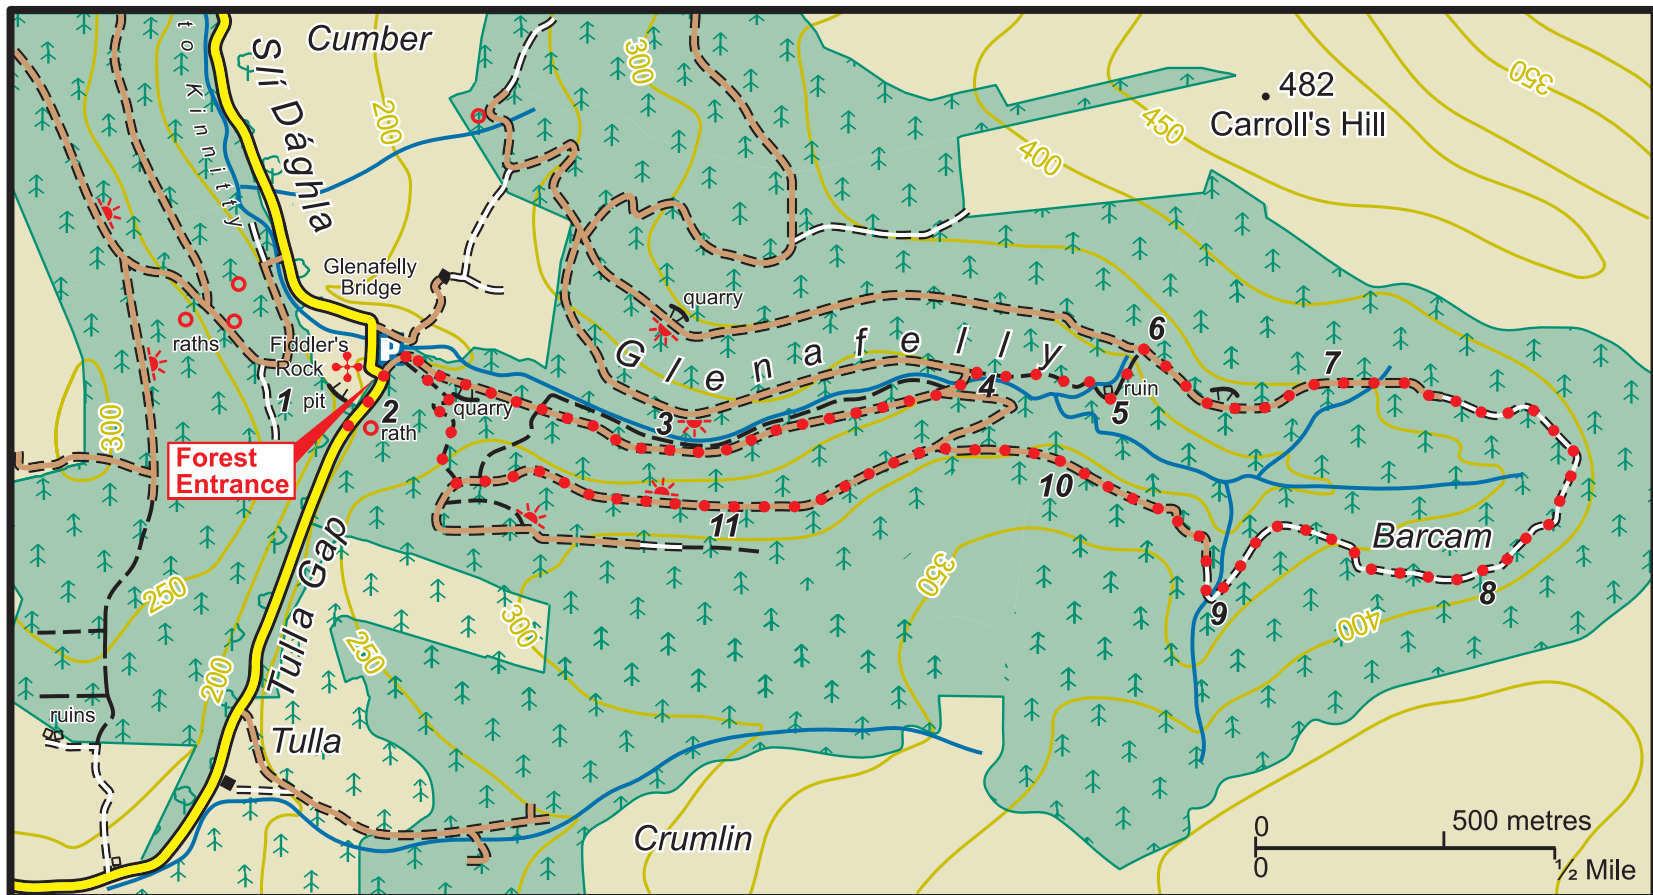 Cumber
to Kinnitty
Slí Dághla
300
200
350
482
Carroll's Hill
450
400
Glenafelly
Bridge
quarry
raths
Fiddler's
Rock
P
Glenafelly
6
7
1
pit
2
rath
quarry
3
4
ruin
5
300
Forest
Entrance
10
11
Barcam
8
9
350
400
250
300
250
200
Tulla Gap
ruins
Tulla
Crumlin
0
500 metres
0
½ Mile